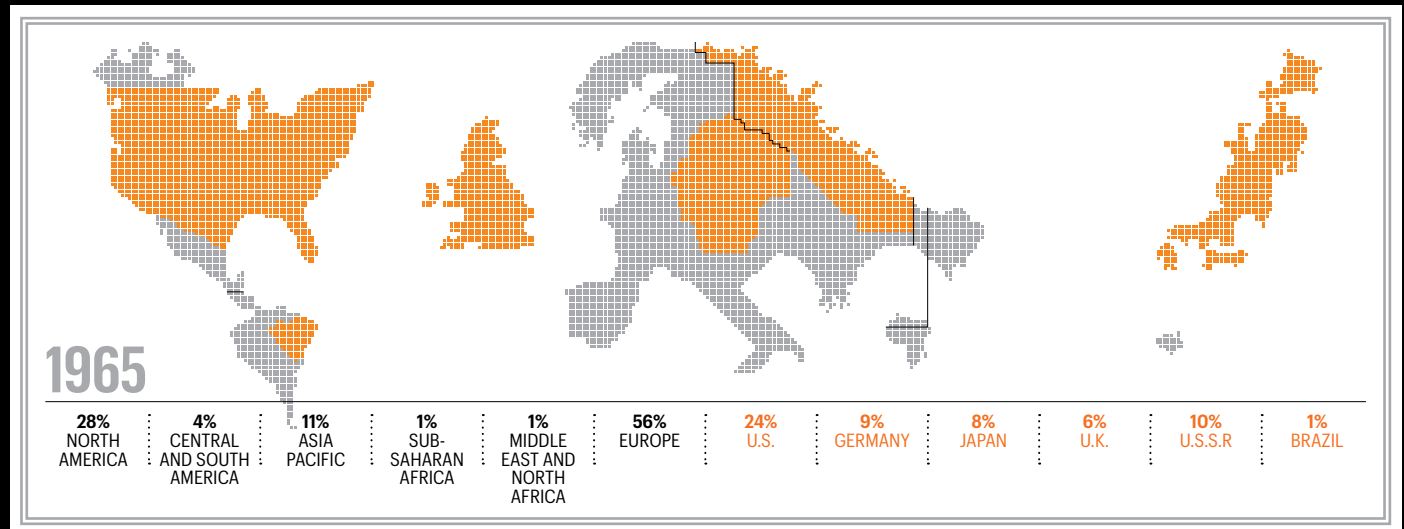 1965
28%
NORTH
AMERICA
4%
CENTRAL
AND SOUTH
AMERICA
11%
ASIA
PACIFIC
1%
SUB-
SAHARAN
AFRICA
1%
MIDDLE
EAST AND
NORTH
AFRICA
56%
EUROPE
24%
U.S.
9%
GERMANY
8%
JAPAN
6%
U.K.
10%
U.S.S.R
1%
BRAZIL